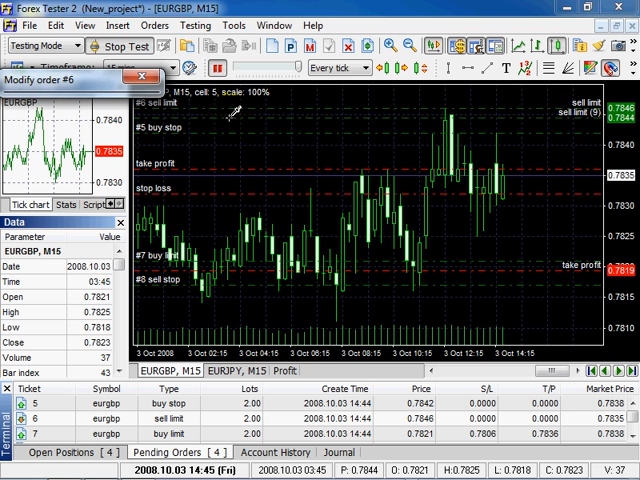 Forex Tester 2 (New_project*) - [EURGBP, M15]
File Edit View Insert Orders Testing Tools Window Help
Testing Mode Stop Test
Timeframe: 15 mins Every tick
Modify order #6
EURGBP
0.7840
0.7835
0.7830
Tick chart Stats Script
Data
Parameter Value
EURGBP, M15
Date 2008.10.03
Time 03:45
Open 0.7821
High 0.7825
Low 0.7818
Close 0.7823
Volume 37
Bar index 43
P, M15, cell: 5, scale: 100%
#6 sell limit
#5 buy stop
take profit
stop loss
#7 buy limit
#8 sell stop
sell limit
sell limit (9)
take profit
0.7846
0.7844
0.7840
0.7835
0.7830
0.7825
0.7819
0.7815
0.7810
3 Oct 2008 3 Oct 02:15 3 Oct 04:15 3 Oct 06:15 3 Oct 08:15 3 Oct 10:15 3 Oct 12:15 3 Oct 14:15
EURGBP, M15 EURJPY, M15 Profit
Terminal
Ticket Symbol Type Lots Create Time Price S/L T/P Market Price
5 eurgbp buy stop 2.00 2008.10.03 14:44 0.7842 0.0000 0.0000 0.7838
6 eurgbp sell limit 2.00 2008.10.03 14:44 0.7846 0.0000 0.0000 0.7835
7 eurgbp buy limit 2.00 2008.10.03 14:44 0.7821 0.7806 0.7836 0.7838
Open Positions [ 4 ] Pending Orders [ 4 ] Account History Journal
2008.10.03 14:45 (Fri) 2008.10.03 03:45 P: 0.7844 O: 0.7821 H:0.7825 L: 0.7818 C: 0.7823 V: 37